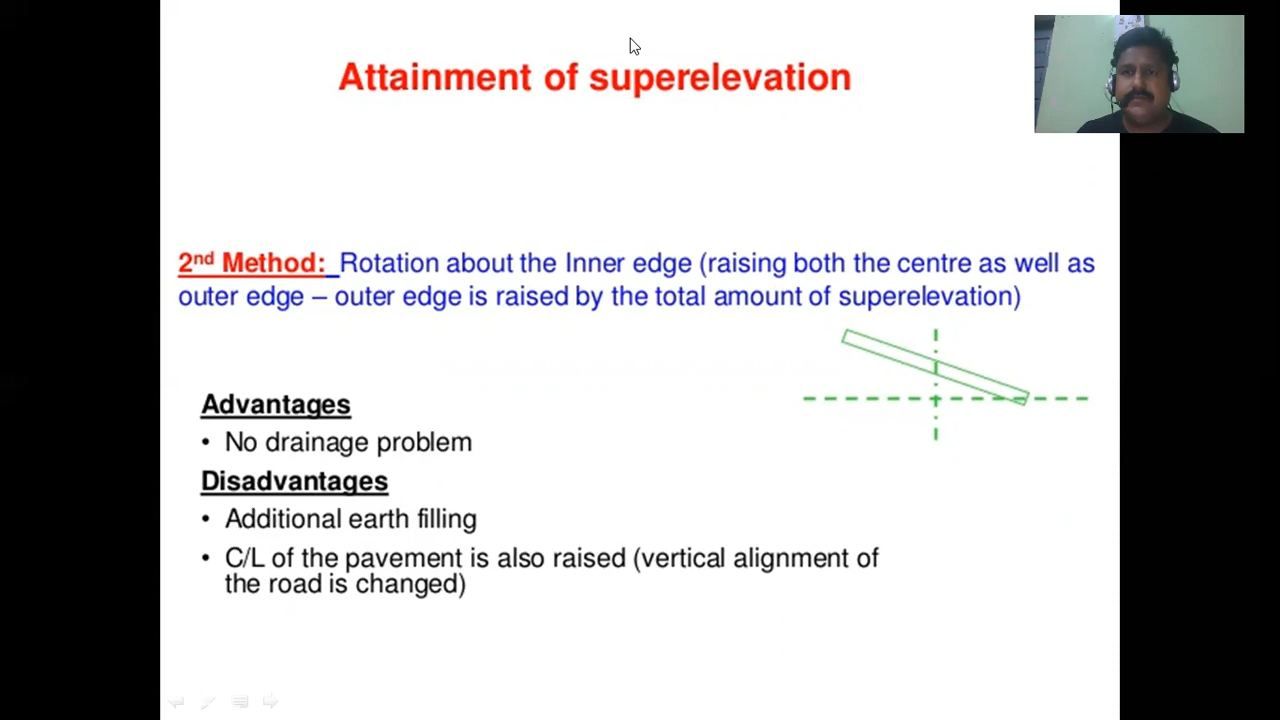 Attainment of superelevation
2nd Method: Rotation about the Inner edge (raising both the centre as well as
outer edge – outer edge is raised by the total amount of superelevation)
Advantages
• No drainage problem
Disadvantages
• Additional earth filling
• C/L of the pavement is also raised (vertical alignment of
the road is changed)